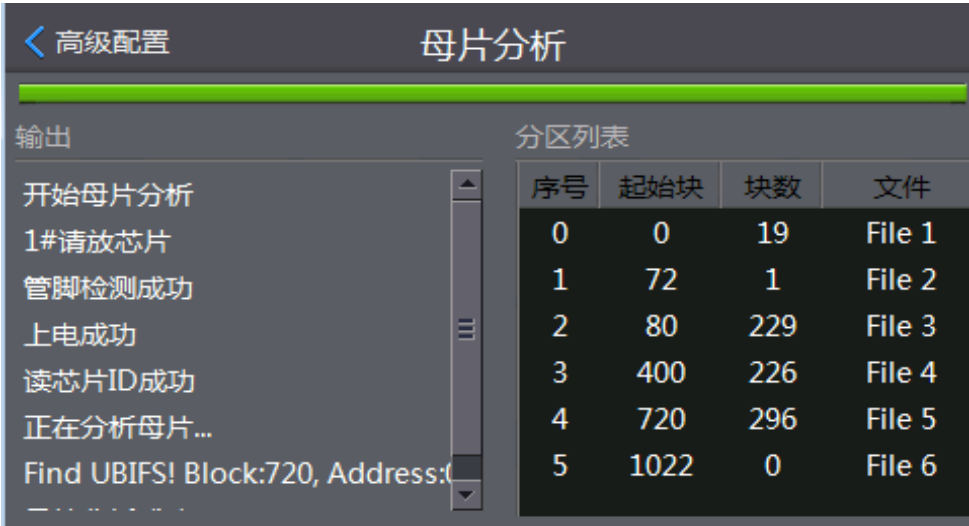 高级配置
母片分析
输出
开始母片分析
1#请放芯片
管脚检测成功
上电成功
读芯片ID成功
正在分析母片...
Find UBIFS! Block:720, Address:
分区列表
序号 起始块 块数 文件
0 0 19 File 1
1 72 1 File 2
2 80 229 File 3
3 400 226 File 4
4 720 296 File 5
5 1022 0 File 6